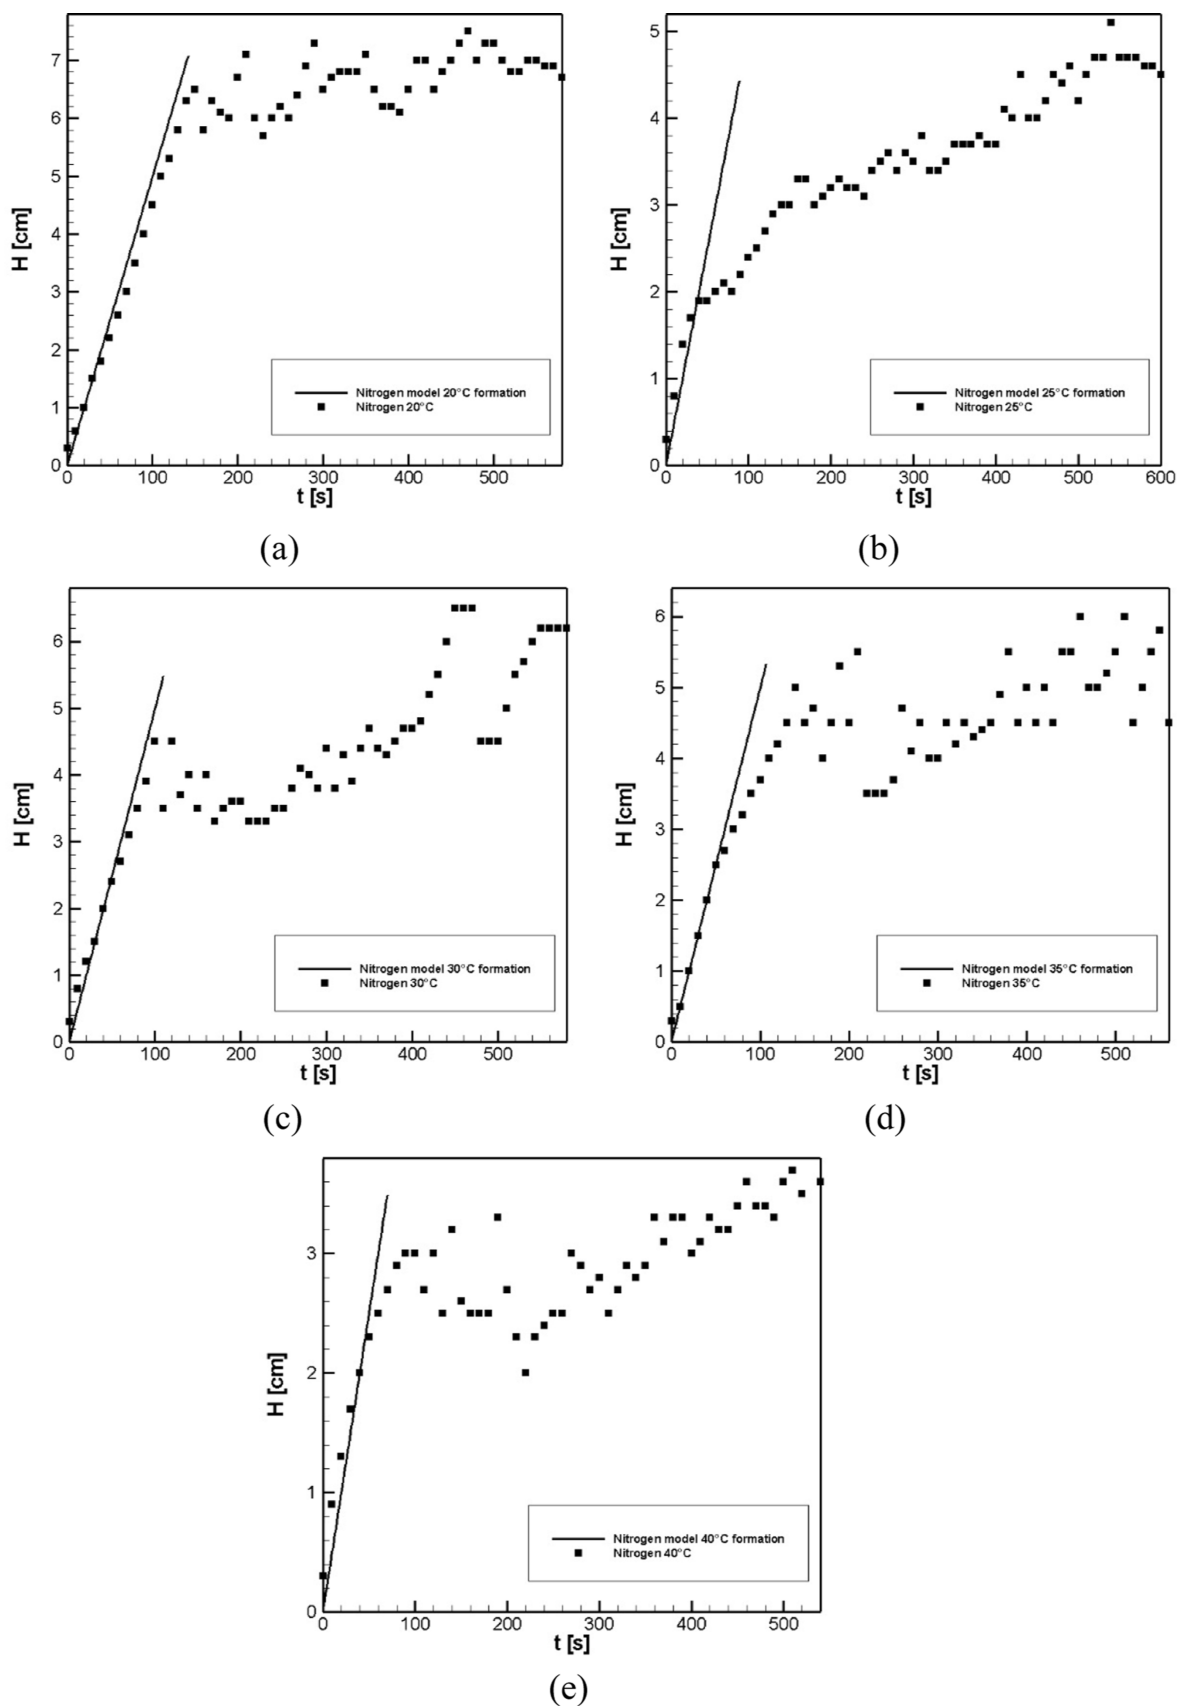 7
6
5
4
3
2
1
0
H [cm]
0 100 200 300 400 500
t [s]
Nitrogen model 20°C formation
Nitrogen 20°C
(a)
5
4
3
2
1
0
H [cm]
0 100 200 300 400 500 600
t [s]
Nitrogen model 25°C formation
Nitrogen 25°C
(b)
6
5
4
3
2
1
0
H [cm]
0 100 200 300 400 500
t [s]
Nitrogen model 30°C formation
Nitrogen 30°C
(c)
6
5
4
3
2
1
0
H [cm]
0 100 200 300 400 500
t [s]
Nitrogen model 35°C formation
Nitrogen 35°C
(d)
3
2
1
0
H [cm]
0 100 200 300 400 500
t [s]
Nitrogen model 40°C formation
Nitrogen 40°C
(e)